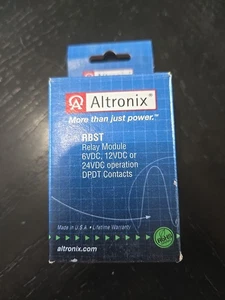 Altronix®
More than just power.™
RBST
Relay Module
6VDC, 12VDC or
24VDC operation
DPDT Contacts
Made in U.S.A. • Lifetime Warranty
altronix.com